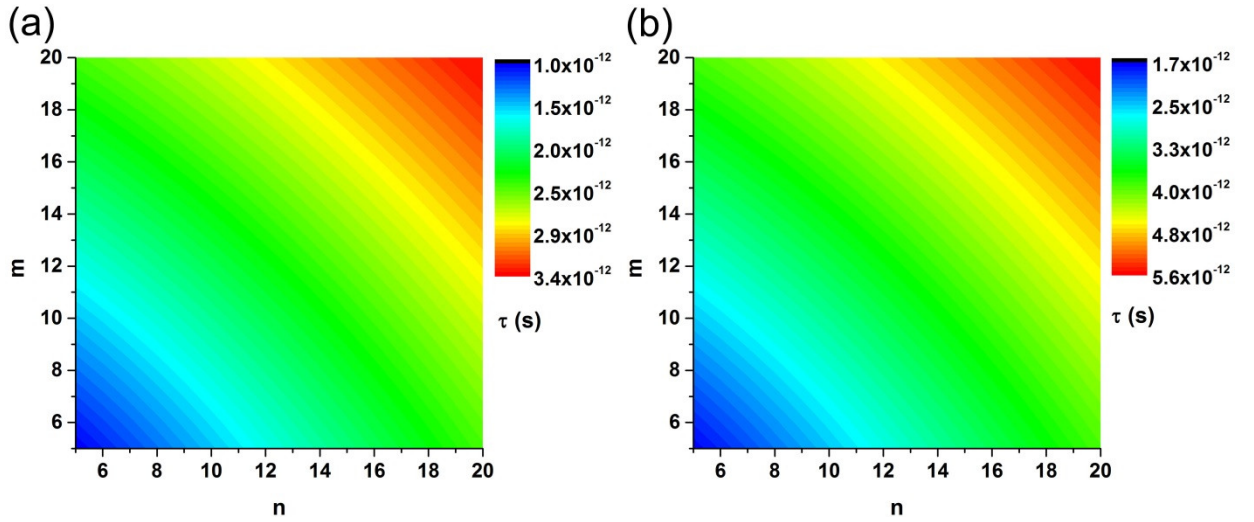 (a)
20
18
16
14
12
10
8
6
m
6 8 10 12 14 16 18 20
n
1.0x10⁻¹²
1.5x10⁻¹²
2.0x10⁻¹²
2.5x10⁻¹²
2.9x10⁻¹²
3.4x10⁻¹²
τ (s)
(b)
20
18
16
14
12
10
8
6
m
6 8 10 12 14 16 18 20
n
1.7x10⁻¹²
2.5x10⁻¹²
3.3x10⁻¹²
4.0x10⁻¹²
4.8x10⁻¹²
5.6x10⁻¹²
τ (s)